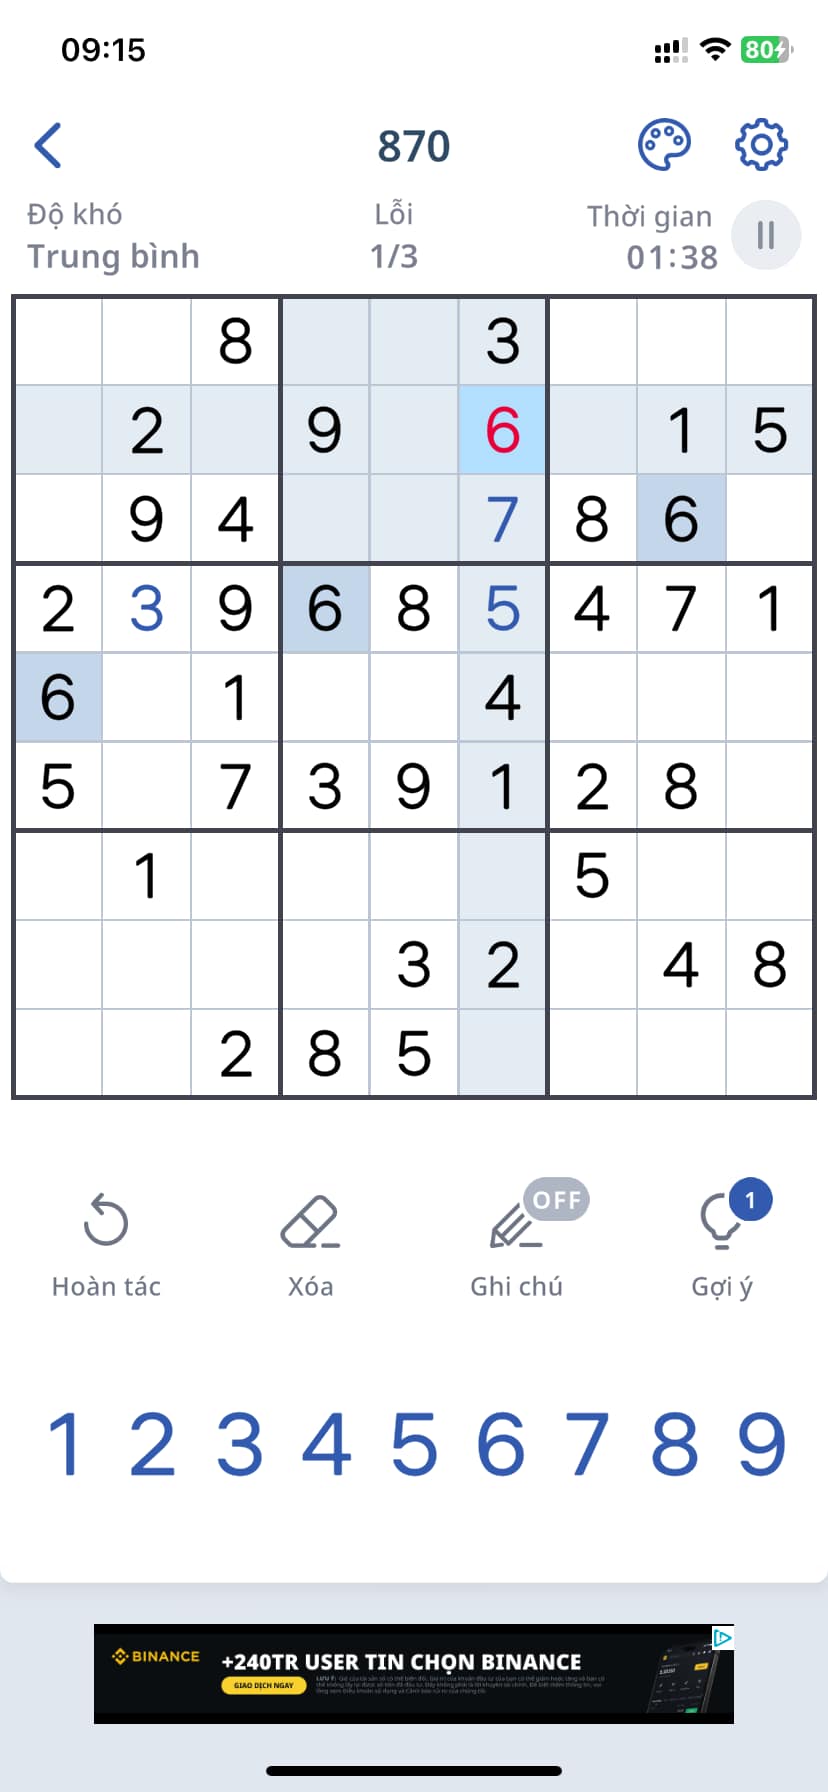 09:15
80
870
Độ khó
Lỗi
Thời gian
Trung bình
1/3
01:38
8 3
2 9 6 1 5
9 4 7 8 6
2 3 9 6 8 5 4 7 1
6 1 4
5 7 3 9 1 2 8
1 5
3 2 4 8
2 8 5
OFF
1
Hoàn tác
Xóa
Ghi chú
Gợi ý
1 2 3 4 5 6 7 8 9
BINANCE
+240TR USER TIN CHỌN BINANCE
GIAO DỊCH NGAY